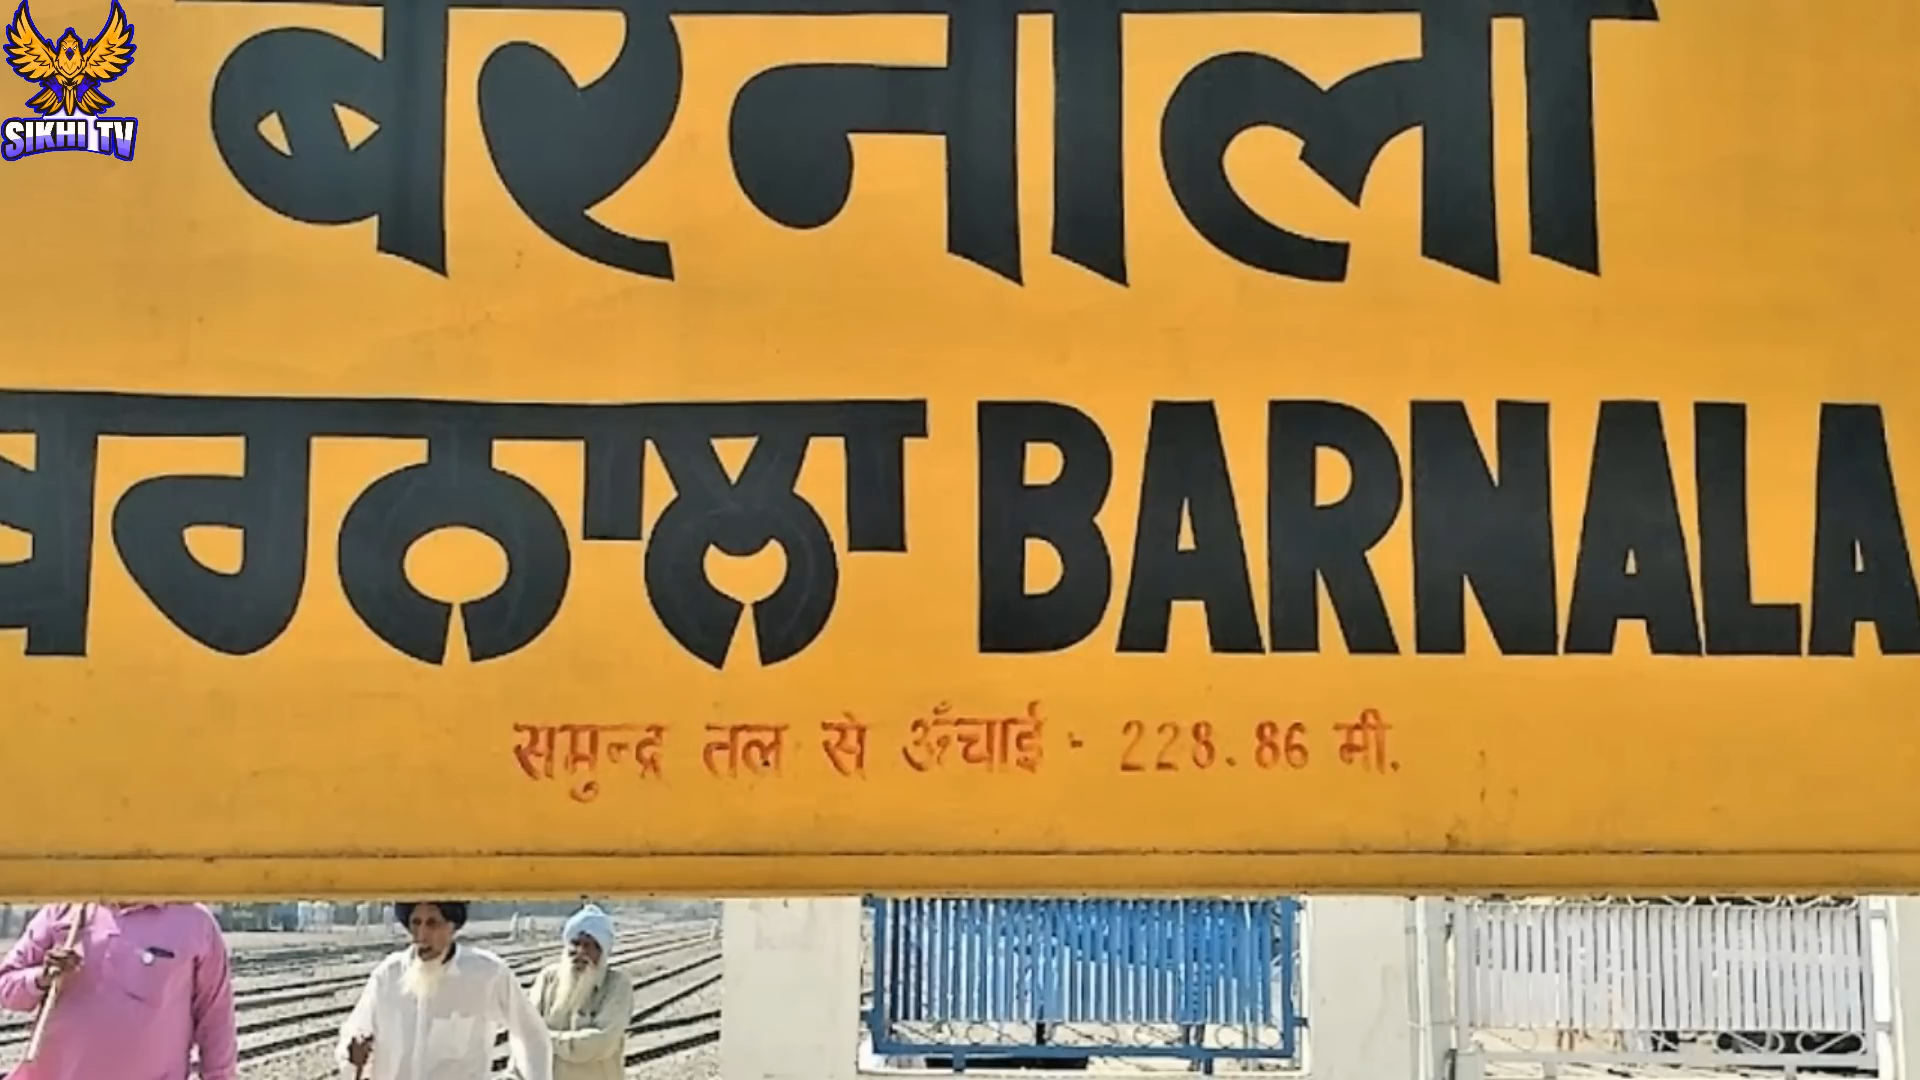 SIKHI TV
बरनाला
ਬਰਨਾਲਾ BARNALA
समुन्द्र तल से ऊँचाई - 228.86 मी.